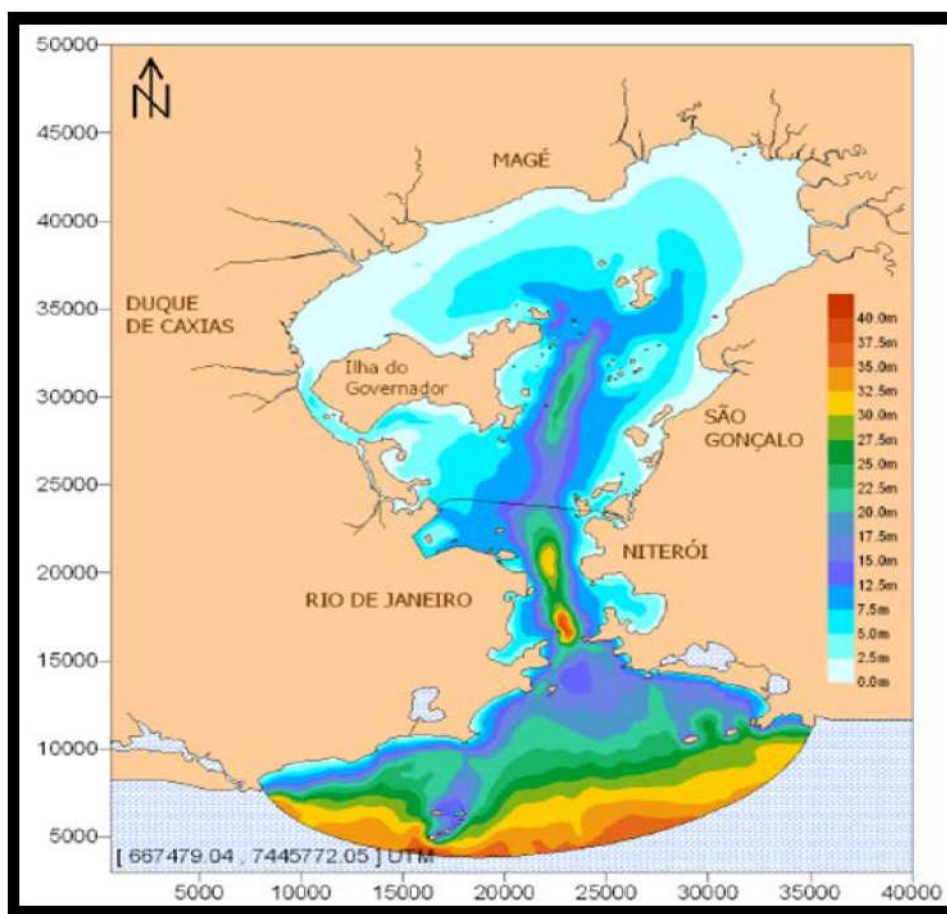 50000
45000
40000
35000
30000
25000
20000
15000
10000
5000
N
MAGÉ
DUQUE
DE CAXIAS
Ilha do
Governador
SÃO
GONÇALO
NITERÓI
RIO DE JANEIRO
40.0m
37.5m
35.0m
32.5m
30.0m
27.5m
25.0m
22.5m
20.0m
17.5m
15.0m
12.5m
7.5m
5.0m
2.5m
0.0m
[ 667479.04 , 7445772.05 ] UTM
5000 10000 15000 20000 25000 30000 35000 40000